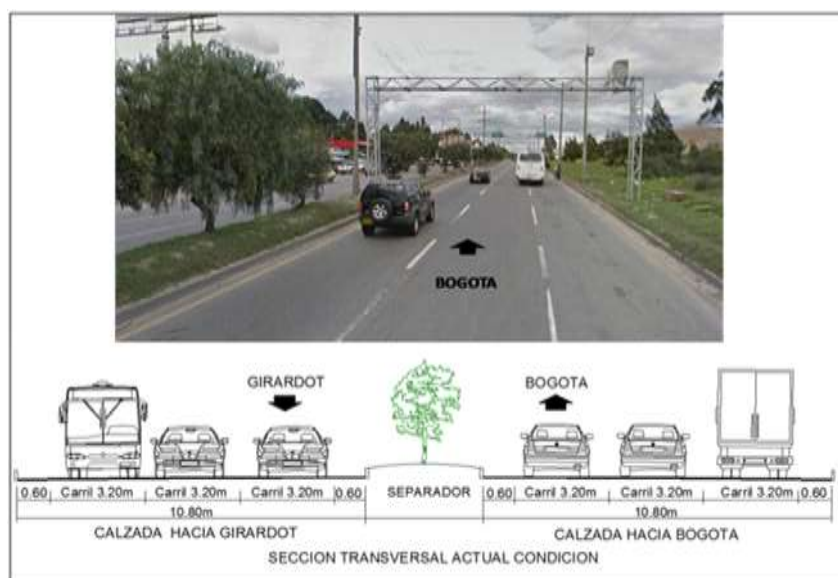 BOGOTA
GIRARDOT
BOGOTA
0.60 Carril 3.20m Carril 3.20m Carril 3.20m 0.60 SEPARADOR 0.60 Carril 3.20m Carril 3.20m Carril 3.20m 0.60
10.80m 10.80m
CALZADA HACIA GIRARDOT CALZADA HACIA BOGOTA
SECCION TRANSVERSAL ACTUAL CONDICION